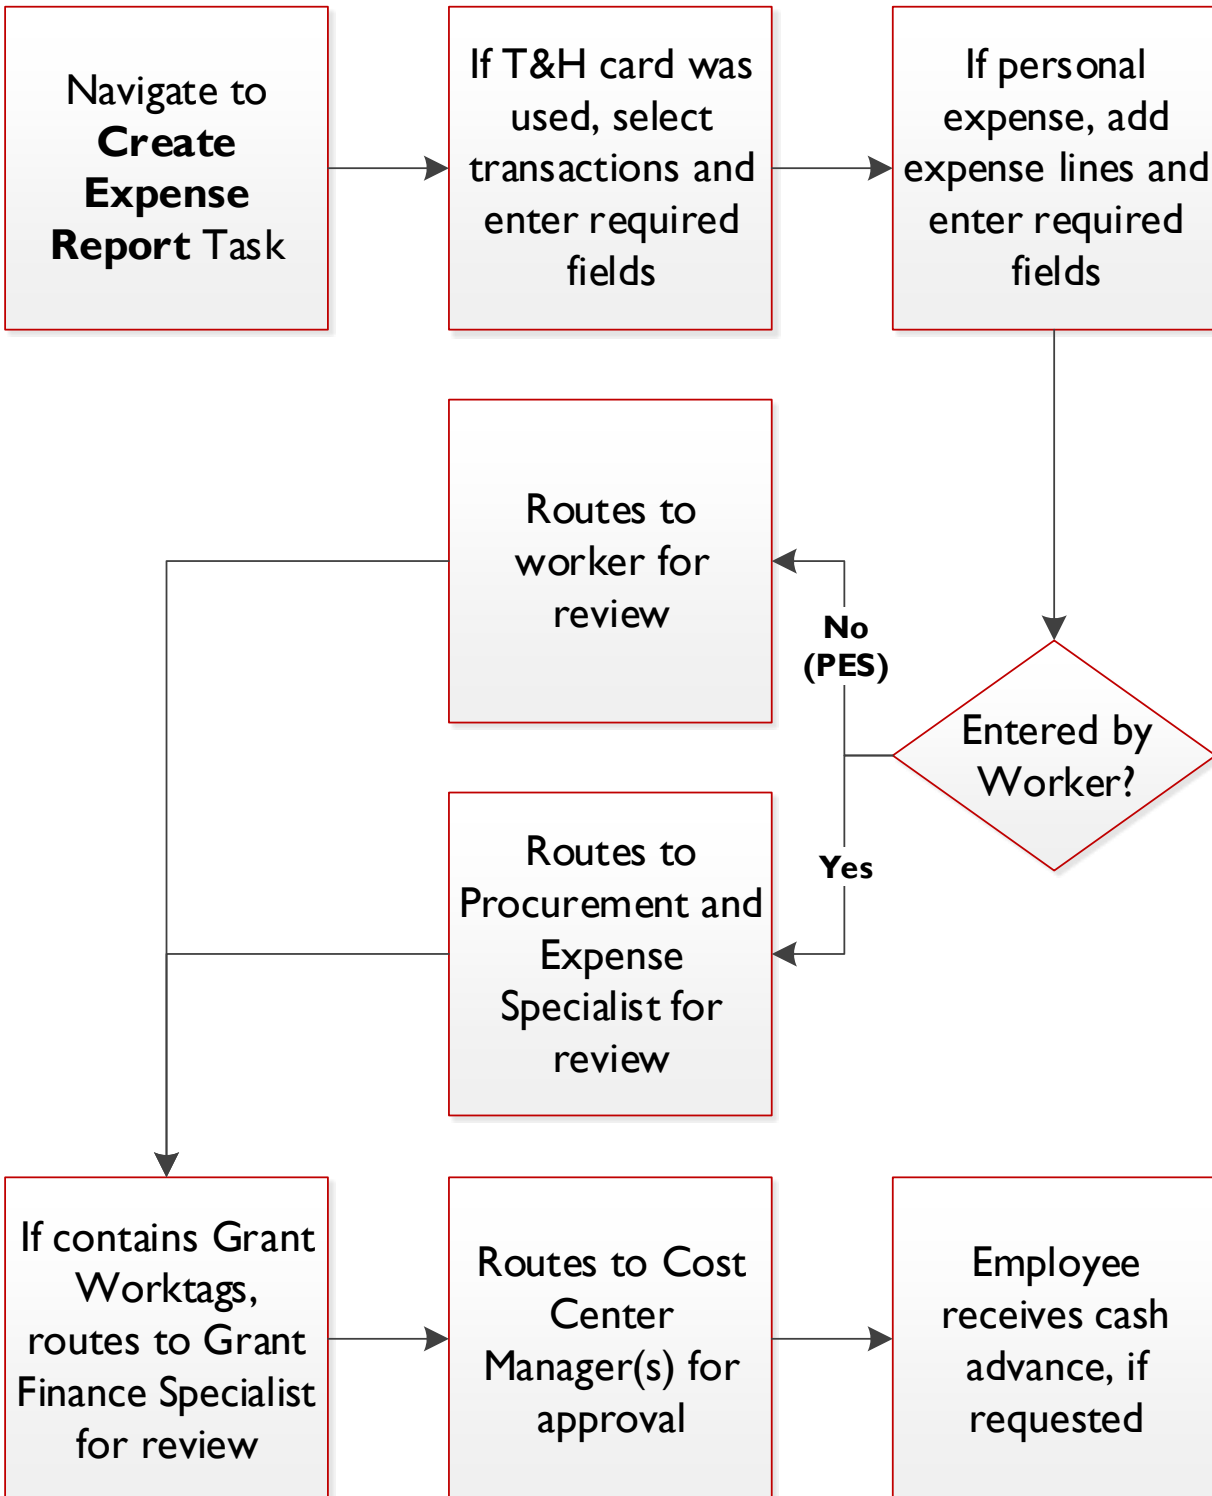 Navigate to
Create
Expense
Report Task
If T&H card was
used, select
transactions and
enter required
fields
If personal
expense, add
expense lines and
enter required
fields
Routes to
worker for
review
No
(PES)
Entered by
Worker?
Yes
Routes to
Procurement and
Expense
Specialist for
review
If contains Grant
Worktags,
routes to Grant
Finance Specialist
for review
Routes to Cost
Center
Manager(s) for
approval
Employee
receives cash
advance, if
requested